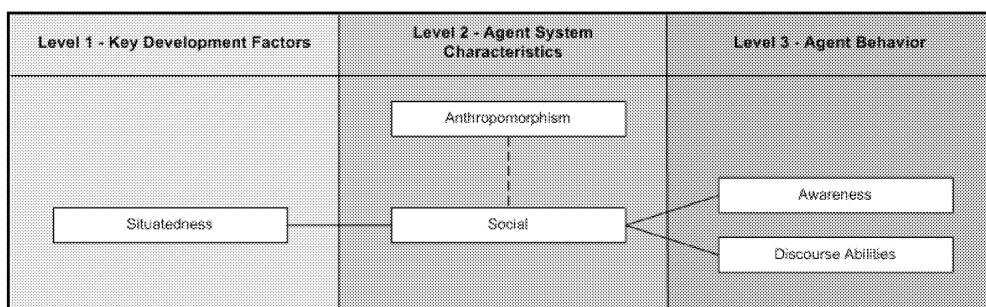 Level 1 - Key Development Factors
Level 2 - Agent System
Characteristics
Level 3 - Agent Behavior
Anthropomorphism
Situatedness
Social
Awareness
Discourse Abilities